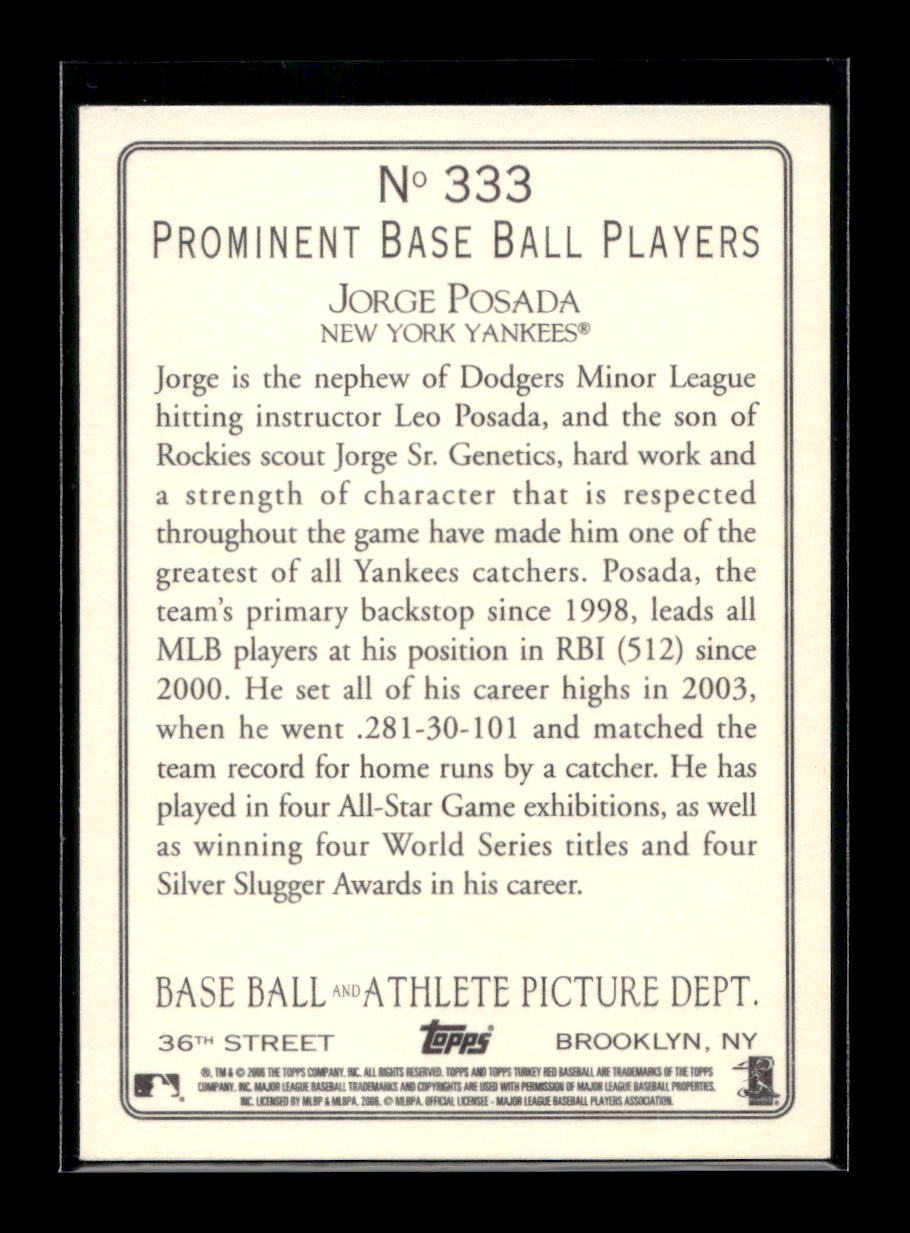 Nº 333
PROMINENT BASE BALL PLAYERS
JORGE POSADA
NEW YORK YANKEES®
Jorge is the nephew of Dodgers Minor League
hitting instructor Leo Posada, and the son of
Rockies scout Jorge Sr. Genetics, hard work and
a strength of character that is respected
throughout the game have made him one of the
greatest of all Yankees catchers. Posada, the
team's primary backstop since 1998, leads all
MLB players at his position in RBI (512) since
2000. He set all of his career highs in 2003,
when he went .281-30-101 and matched the
team record for home runs by a catcher. He has
played in four All-Star Game exhibitions, as well
as winning four World Series titles and four
Silver Slugger Awards in his career.
BASE BALL AND ATHLETE PICTURE DEPT.
36TH STREET topps® BROOKLYN, NY
®, TM & © 2006 THE TOPPS COMPANY, INC. ALL RIGHTS RESERVED. TOPPS AND TOPPS TURKEY RED BASEBALL ARE TRADEMARKS OF THE TOPPS
COMPANY, INC. MAJOR LEAGUE BASEBALL TRADEMARKS AND COPYRIGHTS ARE USED WITH PERMISSION OF MAJOR LEAGUE BASEBALL PROPERTIES,
INC. LICENSED BY MLBP & MLBPA, 2006. © MLBPA. OFFICIAL LICENSEE - MAJOR LEAGUE BASEBALL PLAYERS ASSOCIATION.